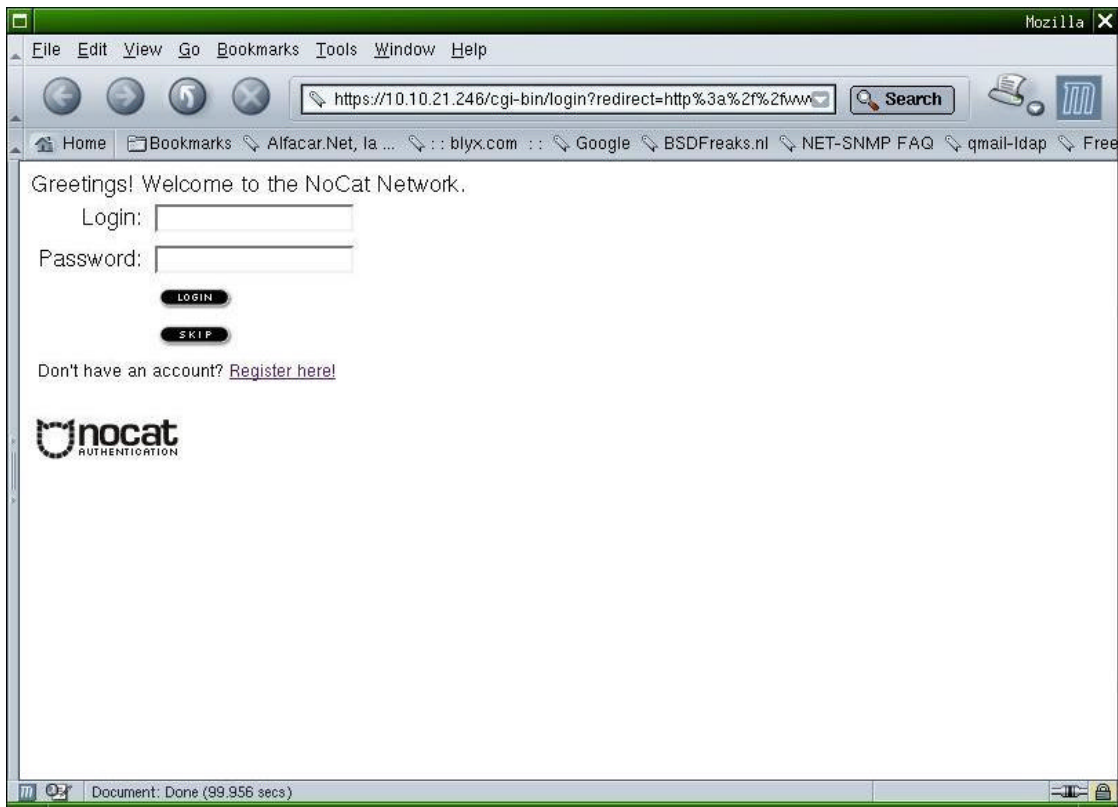 Mozilla
File Edit View Go Bookmarks Tools Window Help
https://10.10.21.246/cgi-bin/login?redirect=http%3a%2f%2fww Search
Home Bookmarks Alfacar.Net, la ... :: blyx.com :: Google BSDFreaks.nl NET-SNMP FAQ qmail-ldap Free
Greetings! Welcome to the NoCat Network.
Login:
Password:
LOGIN
SKIP
Don't have an account? Register here!
nocat
AUTHENTICATION
Document: Done (99.956 secs)